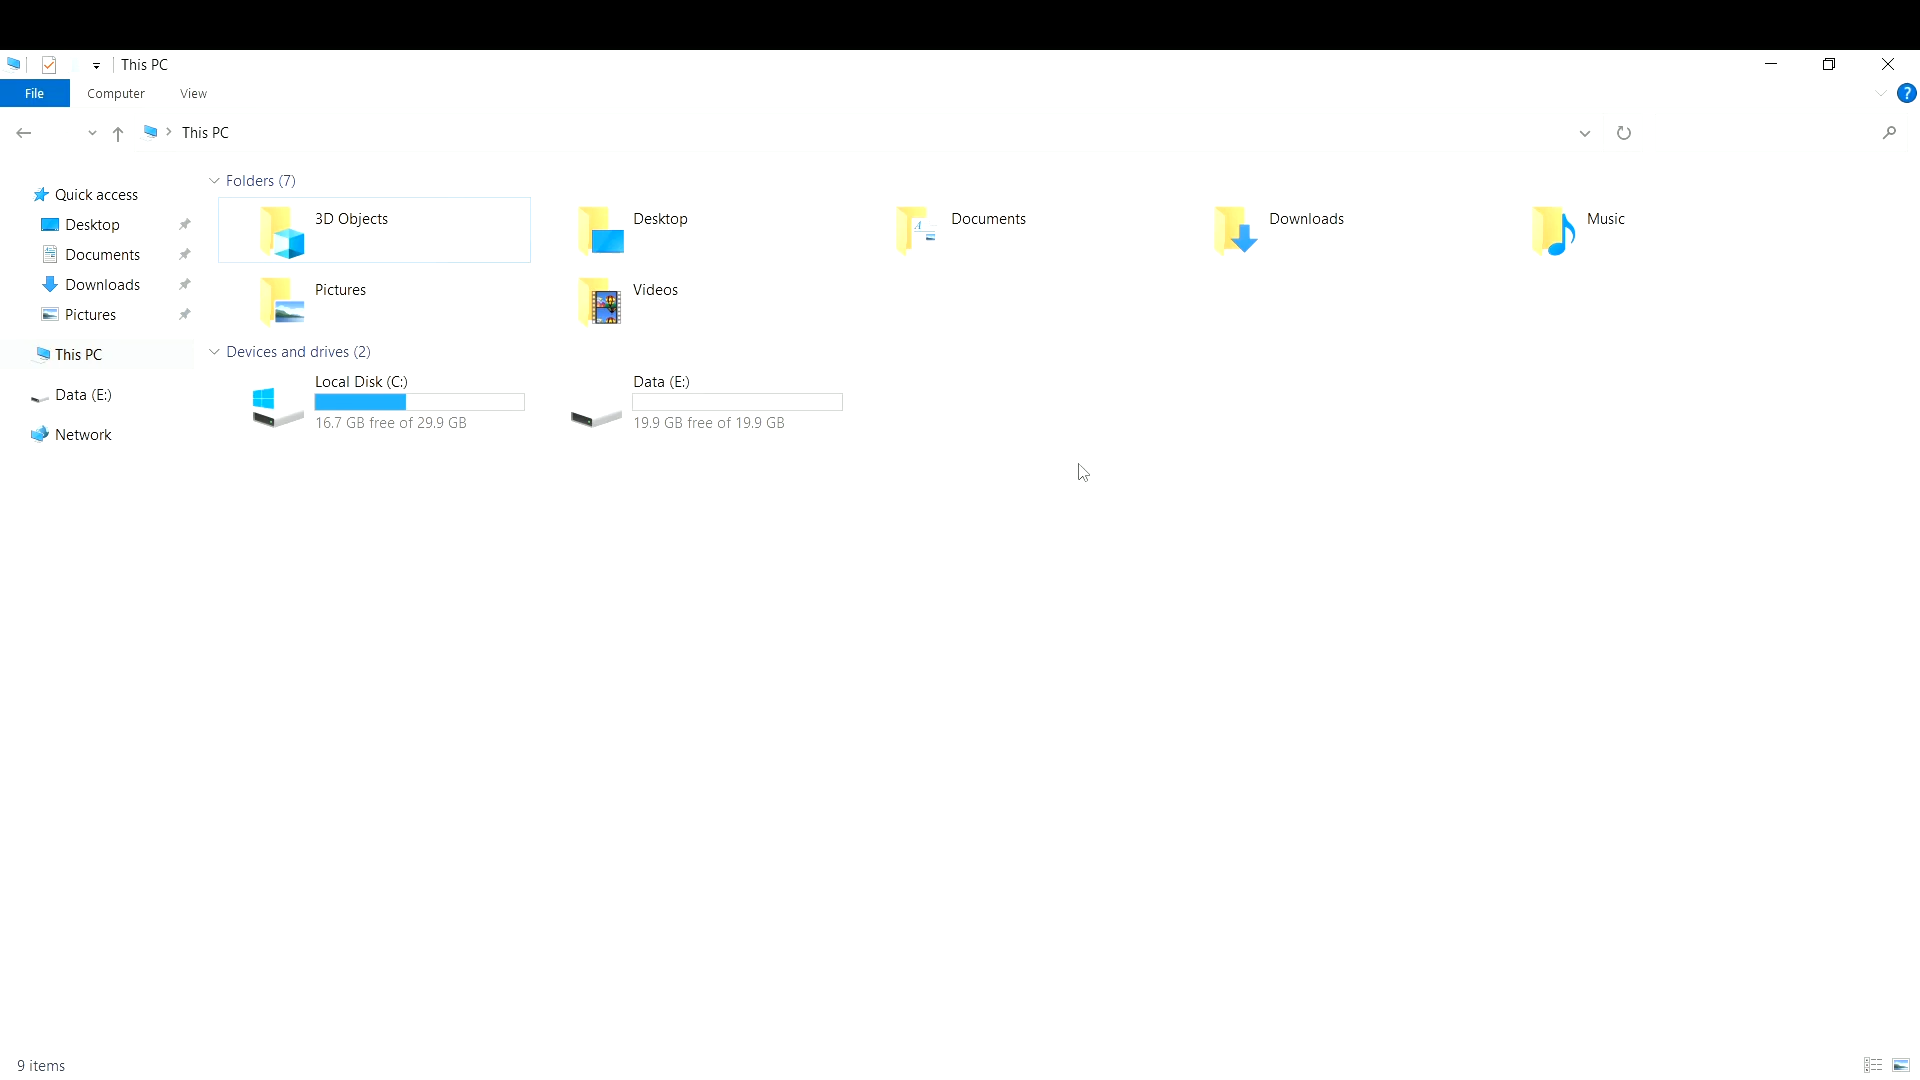 This PC
File Computer View
This PC
Quick access
Desktop
Documents
Downloads
Pictures
This PC
Data (E:)
Network
Folders (7)
3D Objects
Desktop
Documents
Downloads
Music
Pictures
Videos
Devices and drives (2)
Local Disk (C:)
16.7 GB free of 29.9 GB
Data (E:)
19.9 GB free of 19.9 GB
9 items